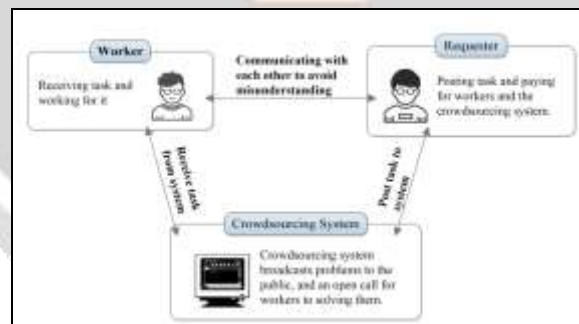 Worker
Receiving task and
working for it
Communicating with
each other to avoid
misunderstanding
Requester
Posting task and paying
for workers and the
crowdsourcing system.
Receive task
from system
Post task to
system
Crowdsourcing System
Crowdsourcing system
broadcasts problems to the
public, and an open call for
workers to solving them.